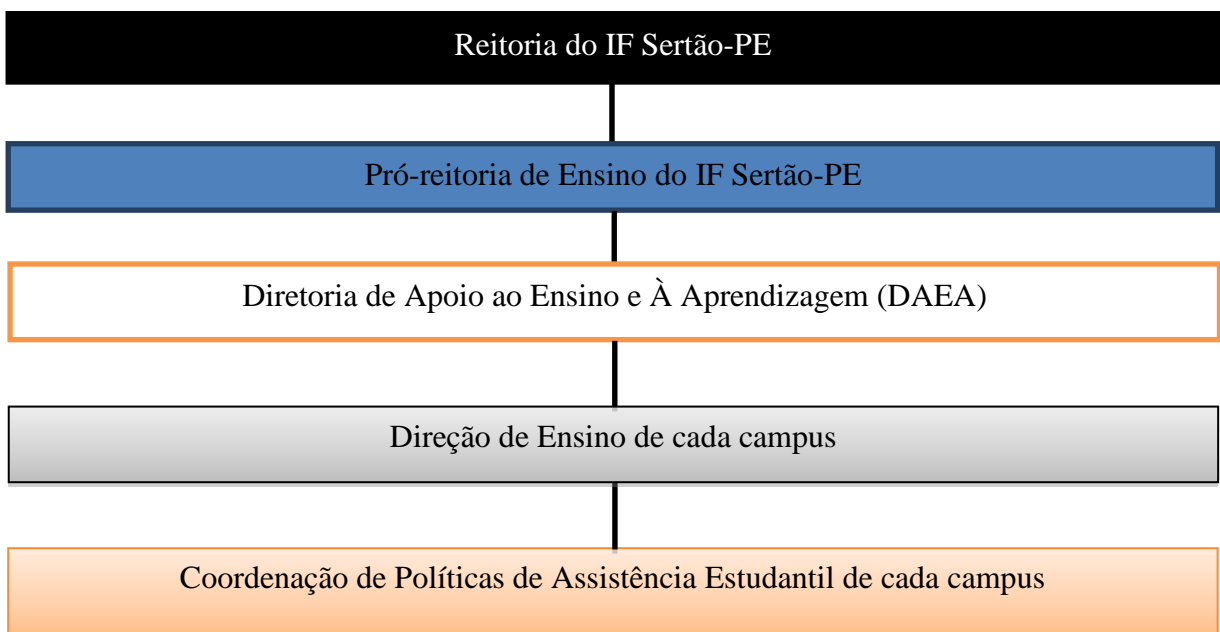 Reitoria do IF Sertão-PE
Pró-reitoria de Ensino do IF Sertão-PE
Diretoria de Apoio ao Ensino e À Aprendizagem (DAEA)
Direção de Ensino de cada campus
Coordenação de Políticas de Assistência Estudantil de cada campus